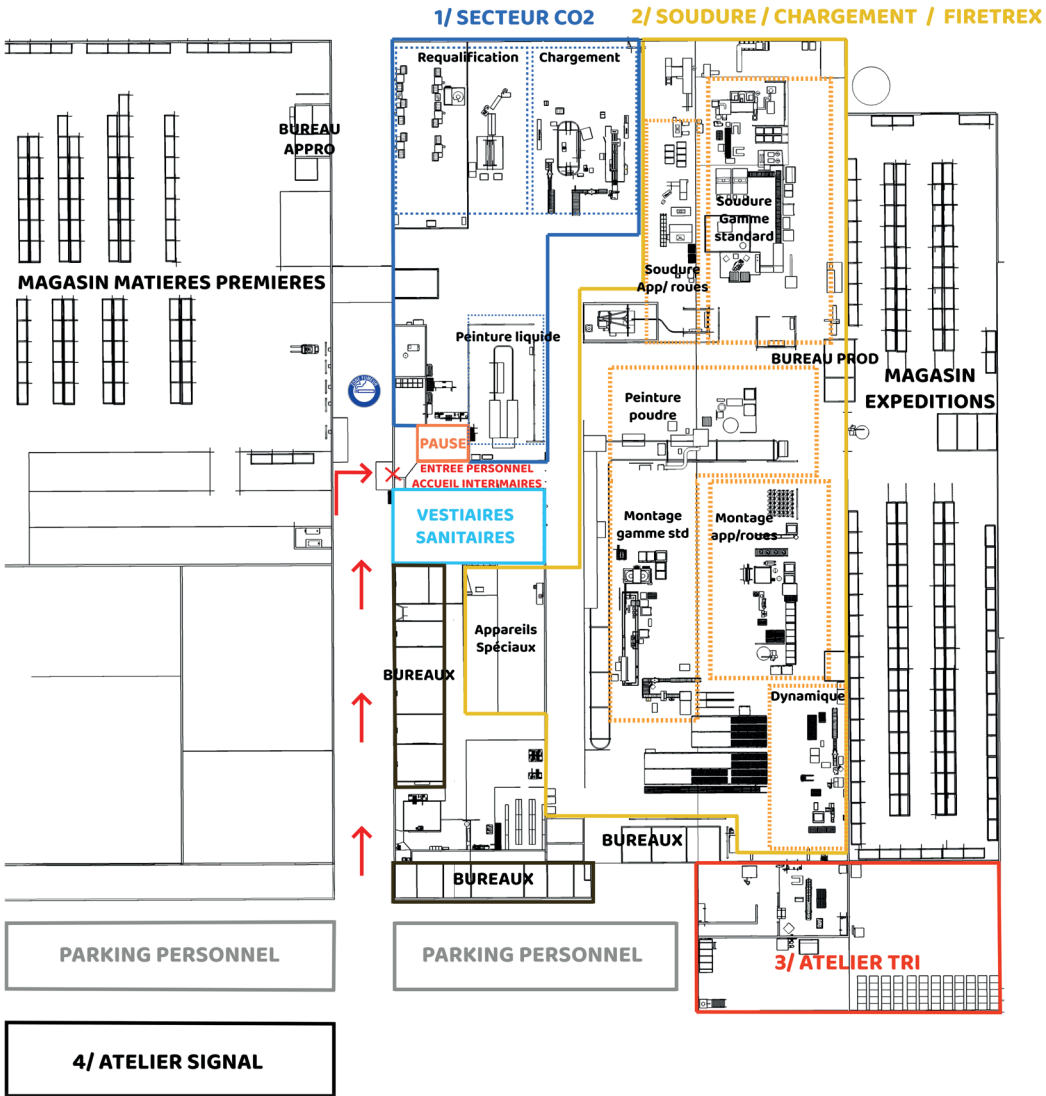 1/ SECTEUR CO2
2/ SOUDURE / CHARGEMENT / FIRETREX
Requalification
Chargement
BUREAU
APPRO
Soudure
Gamme
standard
MAGASIN MATIERES PREMIERES
Soudure
App/ roues
Peinture liquide
BUREAU PROD
MAGASIN
EXPEDITIONS
Peinture
poudre
PAUSE
ENTREE PERSONNEL
ACCUEIL INTERIMAIRES
VESTIAIRES
SANITAIRES
Montage
gamme std
Montage
app/roues
Appareils
Spéciaux
BUREAUX
Dynamique
BUREAUX
BUREAUX
PARKING PERSONNEL
PARKING PERSONNEL
3/ ATELIER TRI
4/ ATELIER SIGNAL